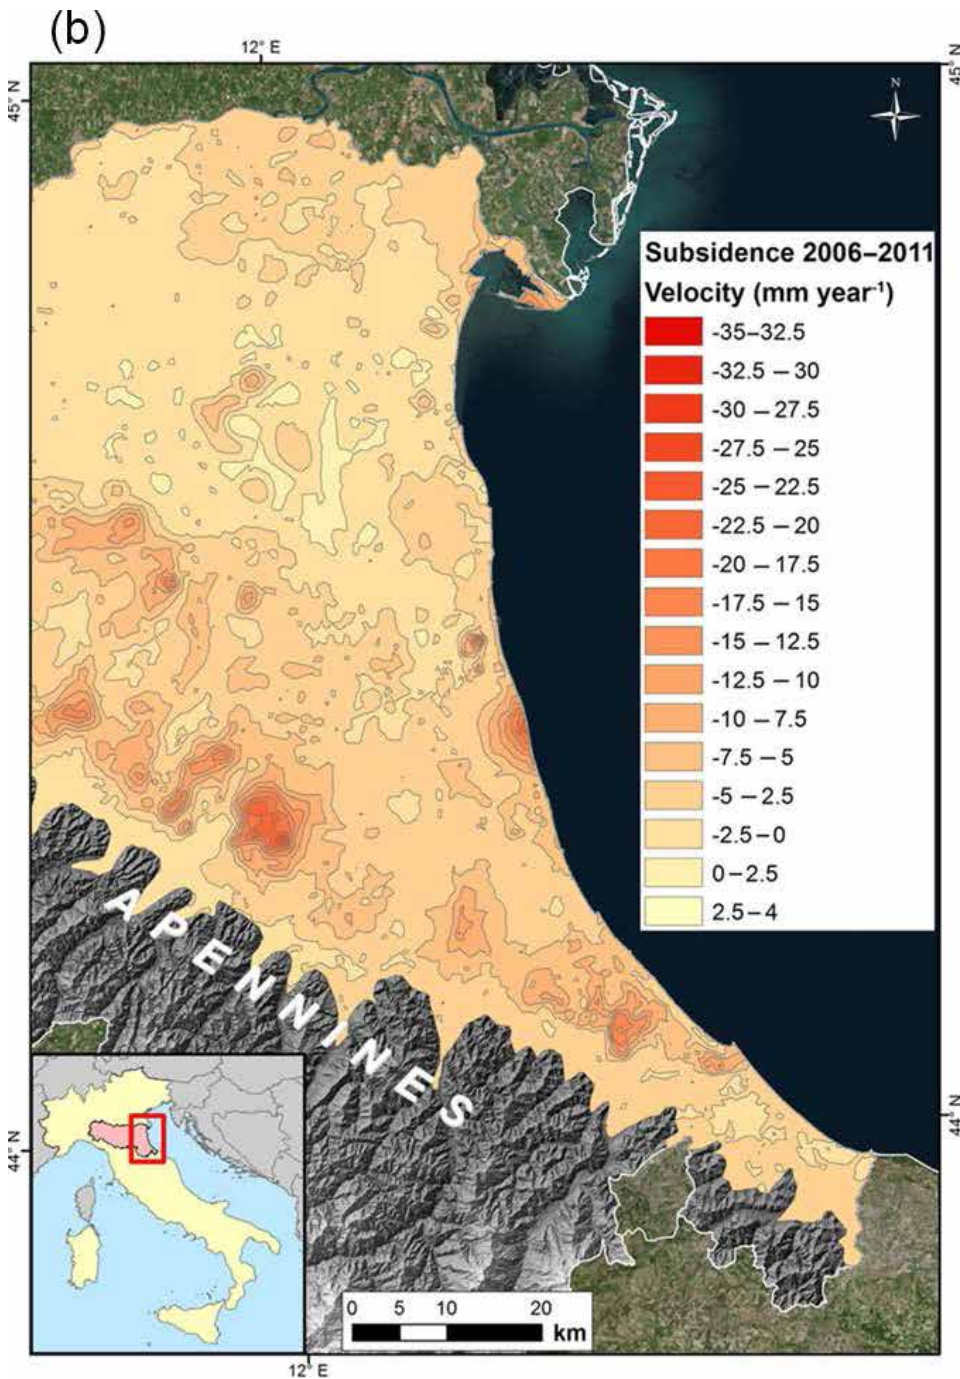 (b)
12° E
45° N
45° N
N
Subsidence 2006–2011
Velocity (mm year-1)
-35–32.5
-32.5 – 30
-30 – 27.5
-27.5 – 25
-25 – 22.5
-22.5 – 20
-20 – 17.5
-17.5 – 15
-15 – 12.5
-12.5 – 10
-10 – 7.5
-7.5 – 5
-5 – 2.5
-2.5 – 0
0 – 2.5
2.5 – 4
APENNINES
44° N
44° N
0 5 10 20
km
12° E